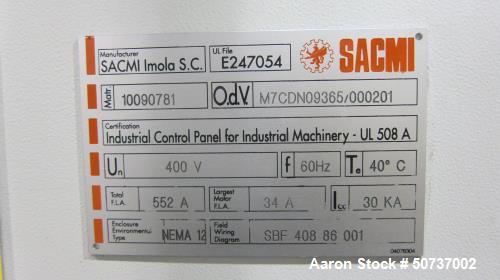 Manufacturer SACMI Imola S.C. UL File E247054 SACMI
Matr 10090781 O.d.V. M7CDN09365/000201
Certification
Industrial Control Panel for Industrial Machinery - UL 508 A
Un 400 V f 60Hz Te 40° C
Total F.L.A. 552 A Largest Motor F.L.A. 34 A Icc 30 KA
Enclosure Environmental Type NEMA 12 Field Wiring Diagram SBF 408 86 001
Aaron Stock # 50737002